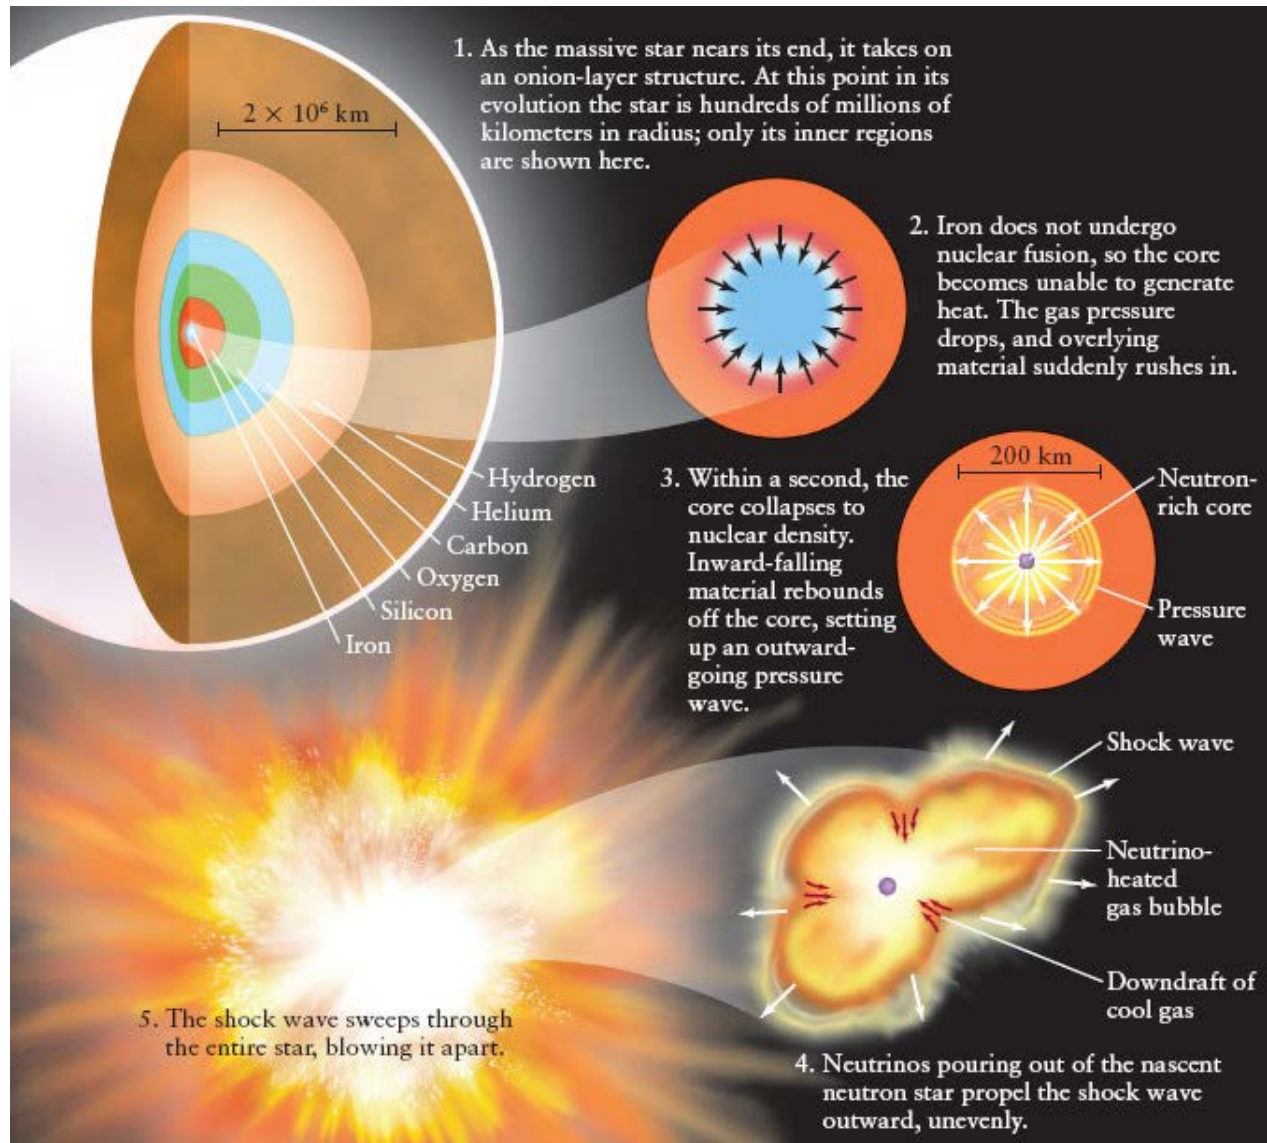 1. As the massive star nears its end, it takes on
an onion-layer structure. At this point in its
evolution the star is hundreds of millions of
kilometers in radius; only its inner regions
are shown here.
2 × 10⁶ km
2. Iron does not undergo
nuclear fusion, so the core
becomes unable to generate
heat. The gas pressure
drops, and overlying
material suddenly rushes in.
Hydrogen
Helium
Carbon
Oxygen
Silicon
Iron
3. Within a second, the
core collapses to
nuclear density.
Inward-falling
material rebounds
off the core, setting
up an outward-
going pressure
wave.
200 km
Neutron-
rich core
Pressure
wave
Shock wave
Neutrino-
heated
gas bubble
Downdraft of
cool gas
4. Neutrinos pouring out of the nascent
neutron star propel the shock wave
outward, unevenly.
5. The shock wave sweeps through
the entire star, blowing it apart.